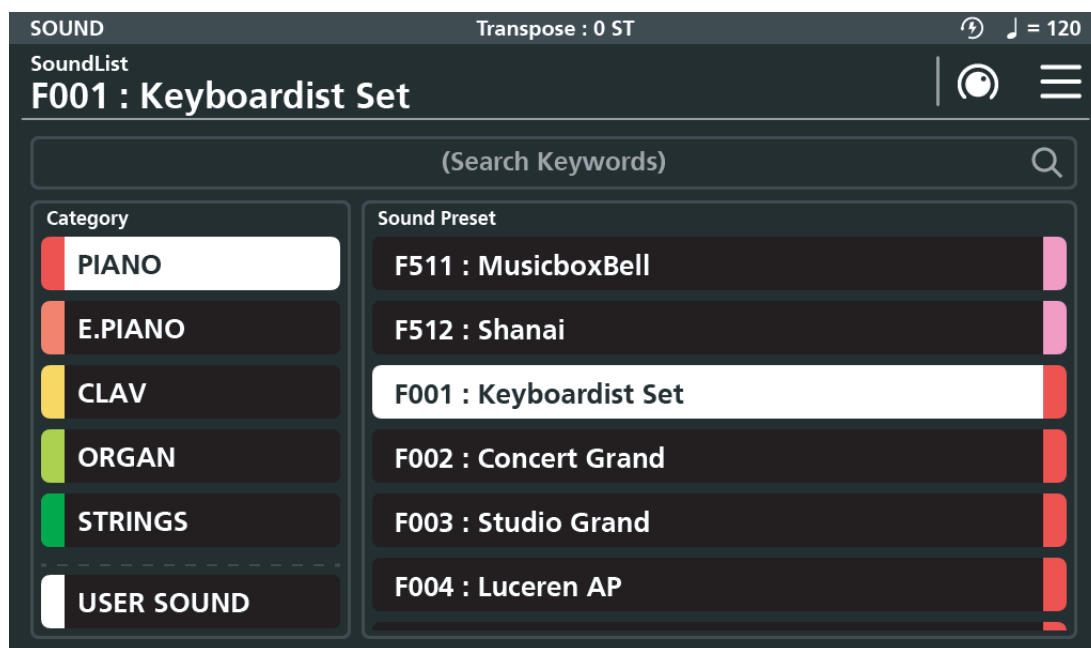 SOUND
Transpose : 0 ST
= 120
SoundList
F001 : Keyboardist Set
(Search Keywords)
Category
PIANO
E.PIANO
CLAV
ORGAN
STRINGS
USER SOUND
Sound Preset
F511 : MusicboxBell
F512 : Shanai
F001 : Keyboardist Set
F002 : Concert Grand
F003 : Studio Grand
F004 : Luceren AP